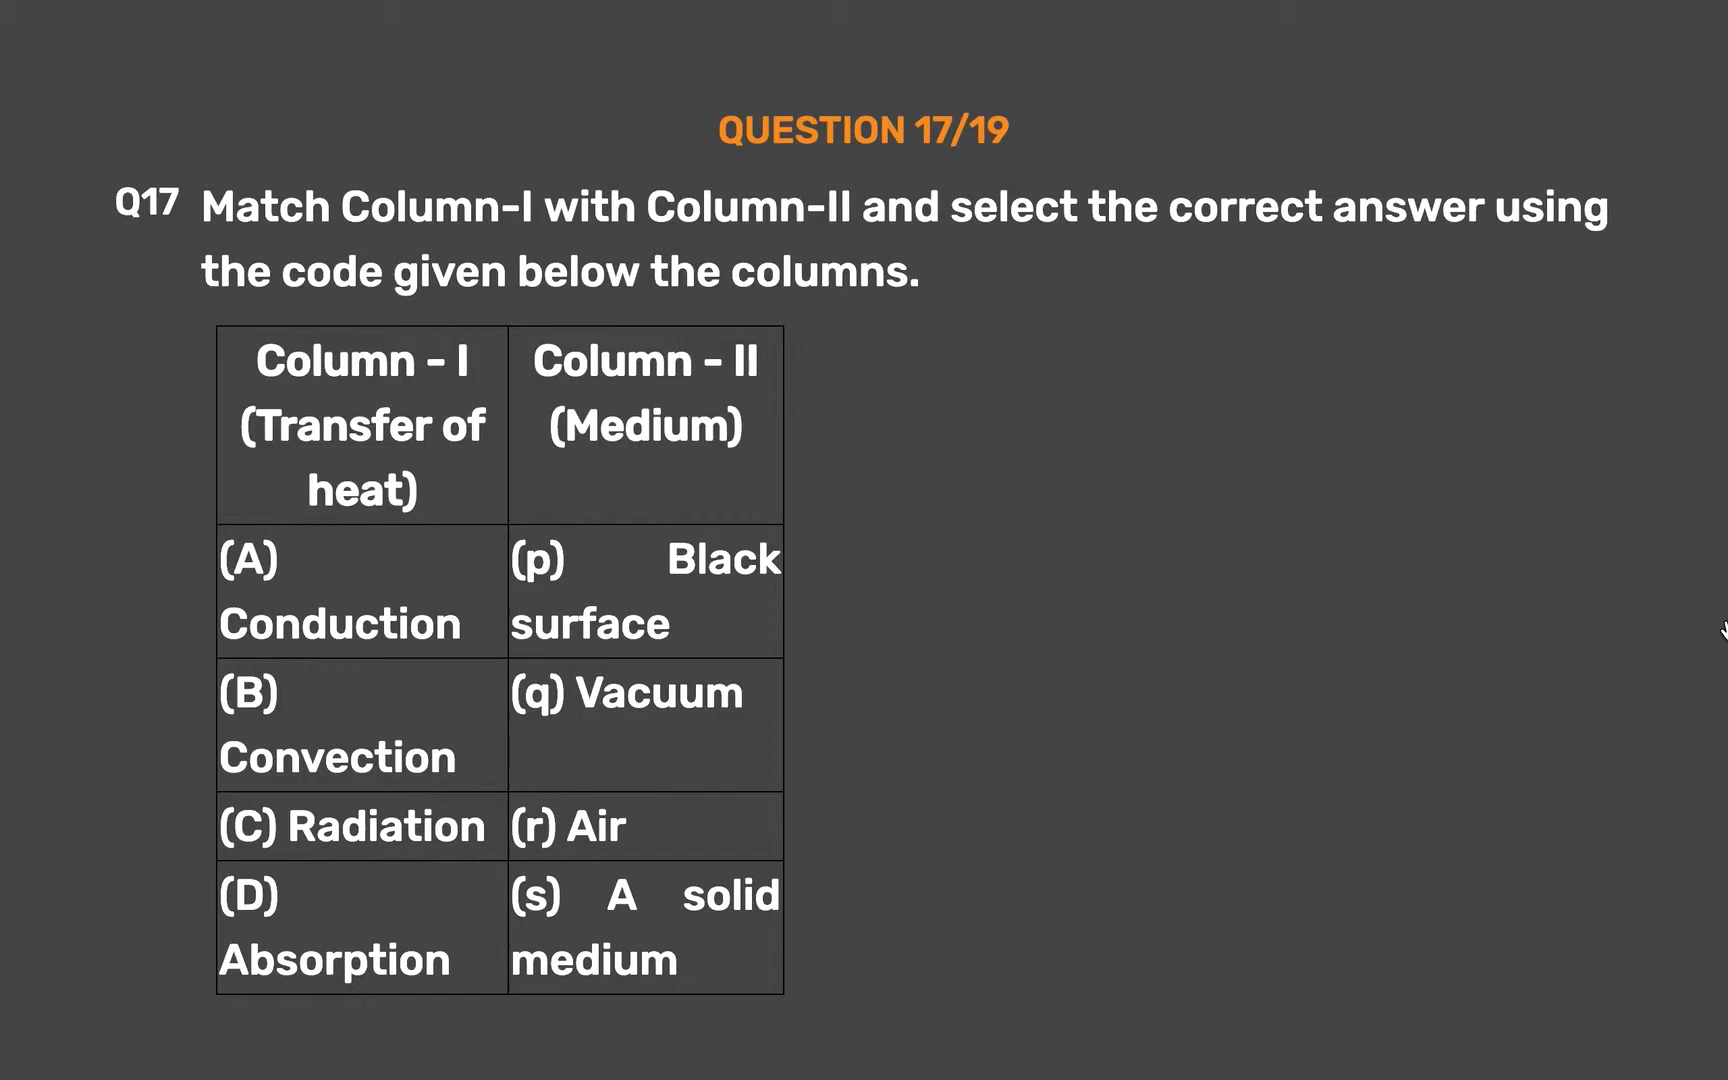 QUESTION 17/19
Q17 Match Column-I with Column-II and select the correct answer using
the code given below the columns.
Column - I
(Transfer of
heat)
Column - II
(Medium)
(A)
Conduction
(p) Black
surface
(B)
Convection
(q) Vacuum
(C) Radiation
(r) Air
(D)
Absorption
(s) A solid
medium